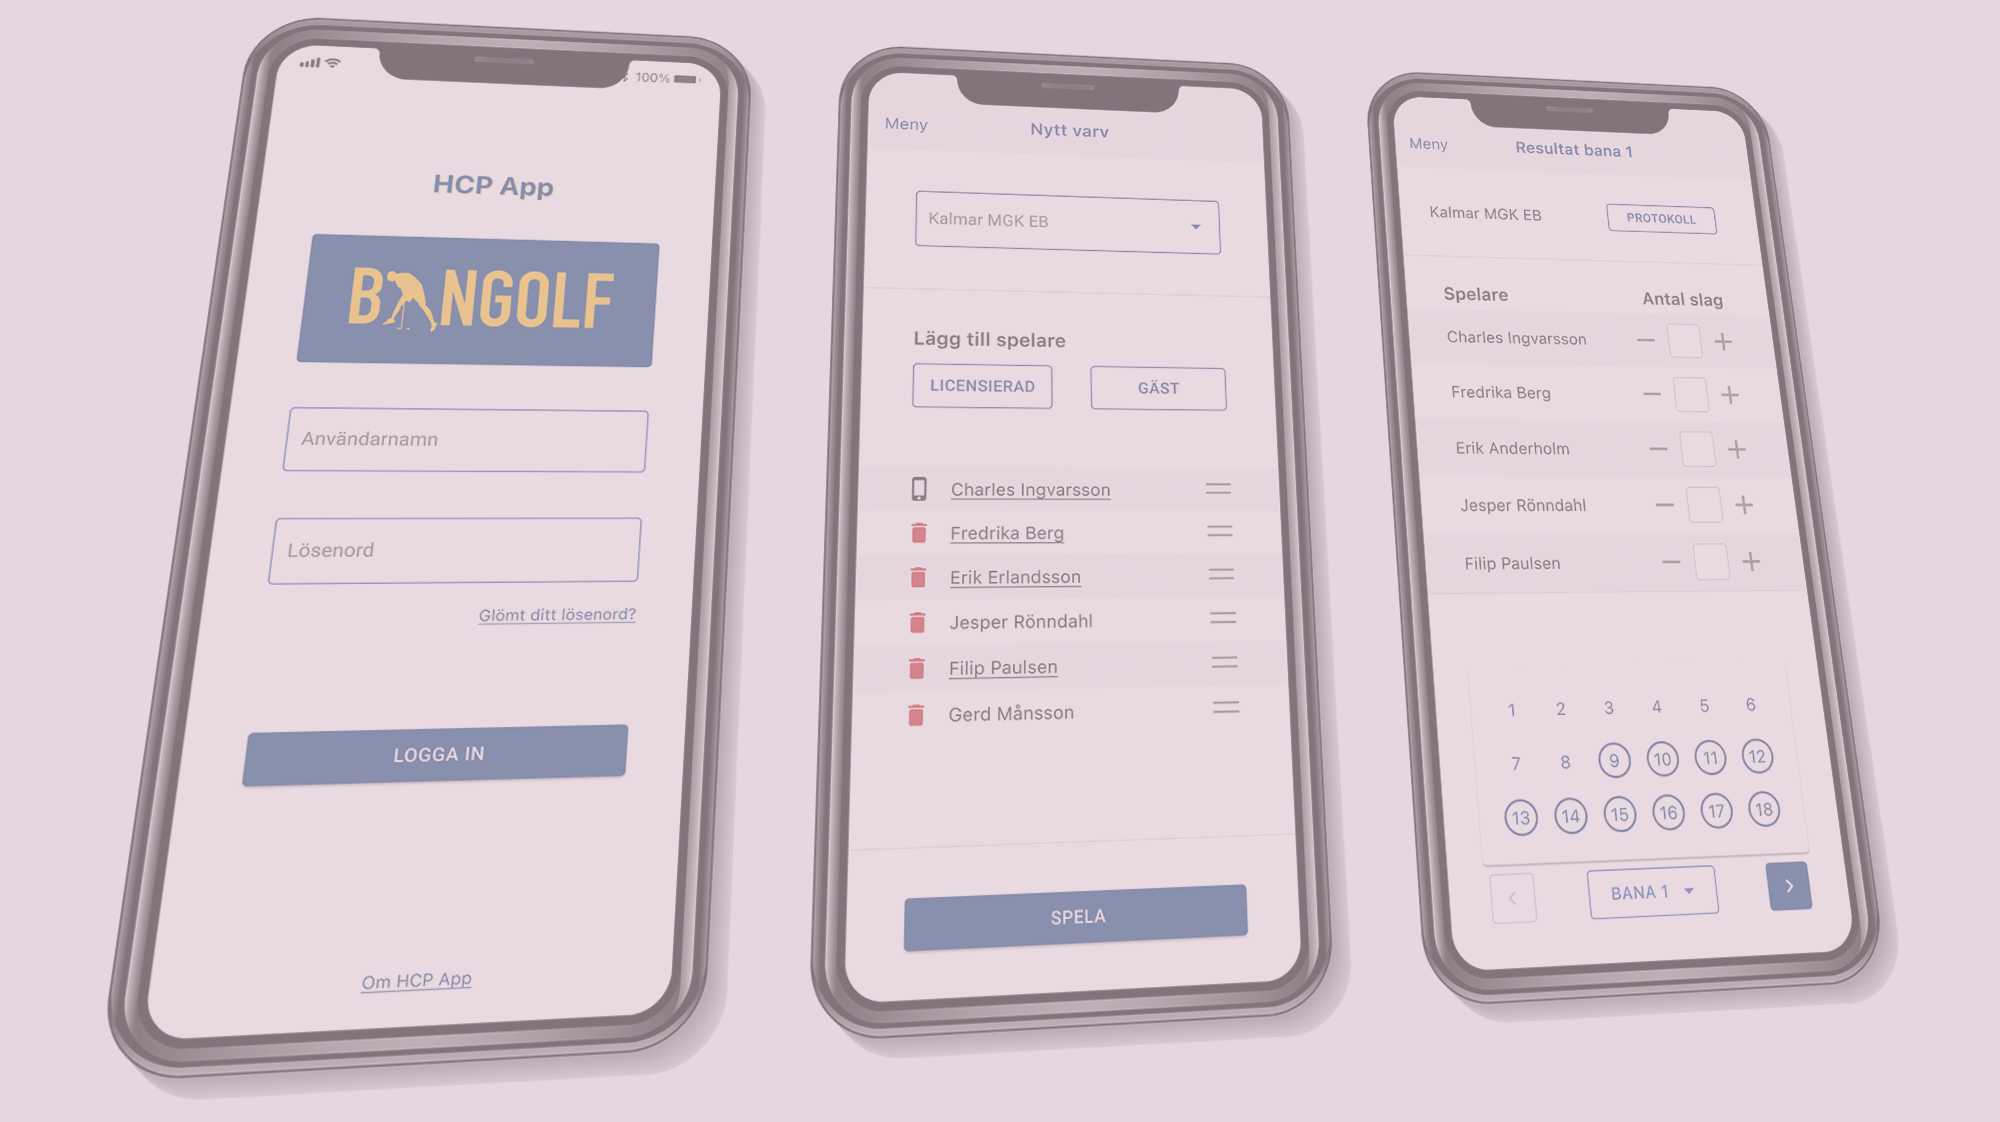 100%
HCP App
BANGOLF
Användarnamn
Lösenord
Glömt ditt lösenord?
LOGGA IN
Om HCP App
Meny
Nytt varv
Kalmar MGK EB
Lägg till spelare
LICENSIERAD
GÄST
Charles Ingvarsson
Fredrika Berg
Erik Erlandsson
Jesper Rönndahl
Filip Paulsen
Gerd Månsson
SPELA
Meny
Resultat bana 1
Kalmar MGK EB
PROTOKOLL
Spelare Antal slag
Charles Ingvarsson
Fredrika Berg
Erik Anderholm
Jesper Rönndahl
Filip Paulsen
1 2 3 4 5 6
7 8 9 10 11 12
13 14 15 16 17 18
BANA 1